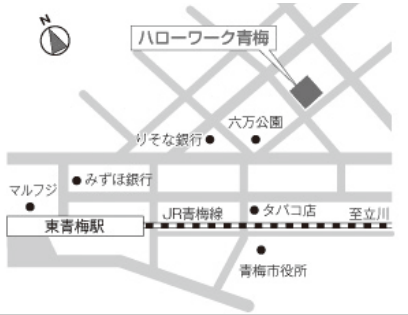 N
ハローワーク青梅
六万公園
りそな銀行
みずほ銀行
マルフジ
JR青梅線
タバコ店
至立川
東青梅駅
青梅市役所